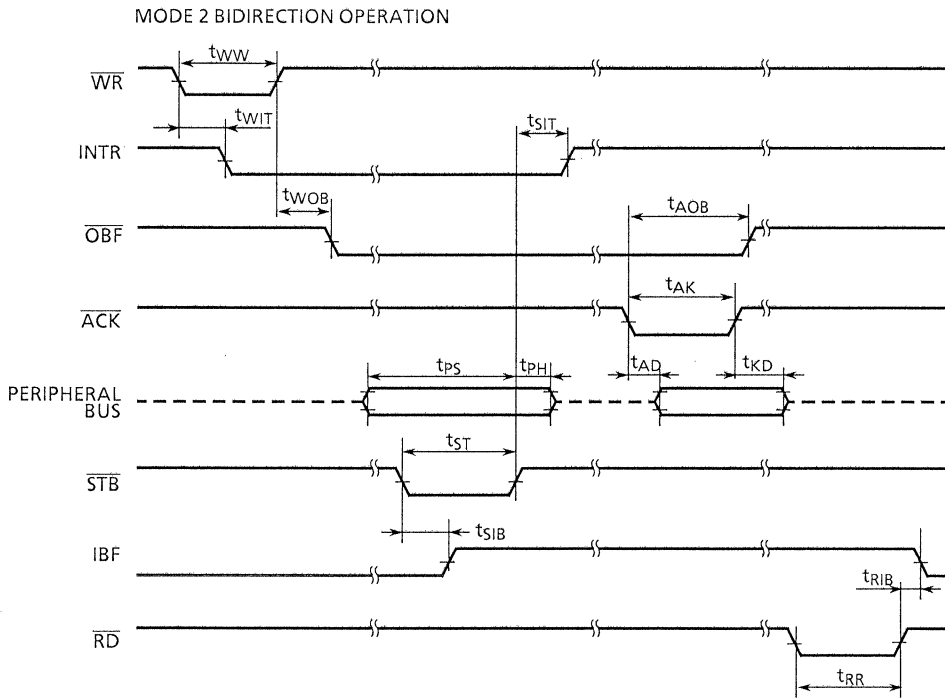 MODE 2 BIDIRECTION OPERATION
tWW
WR
tWIT
tSIT
INTR
tWOB
tAOB
OBF
tAK
ACK
tPS
tPH
tAD
tKD
PERIPHERAL
BUS
tST
STB
tSIB
IBF
tRIB
RD
tRR